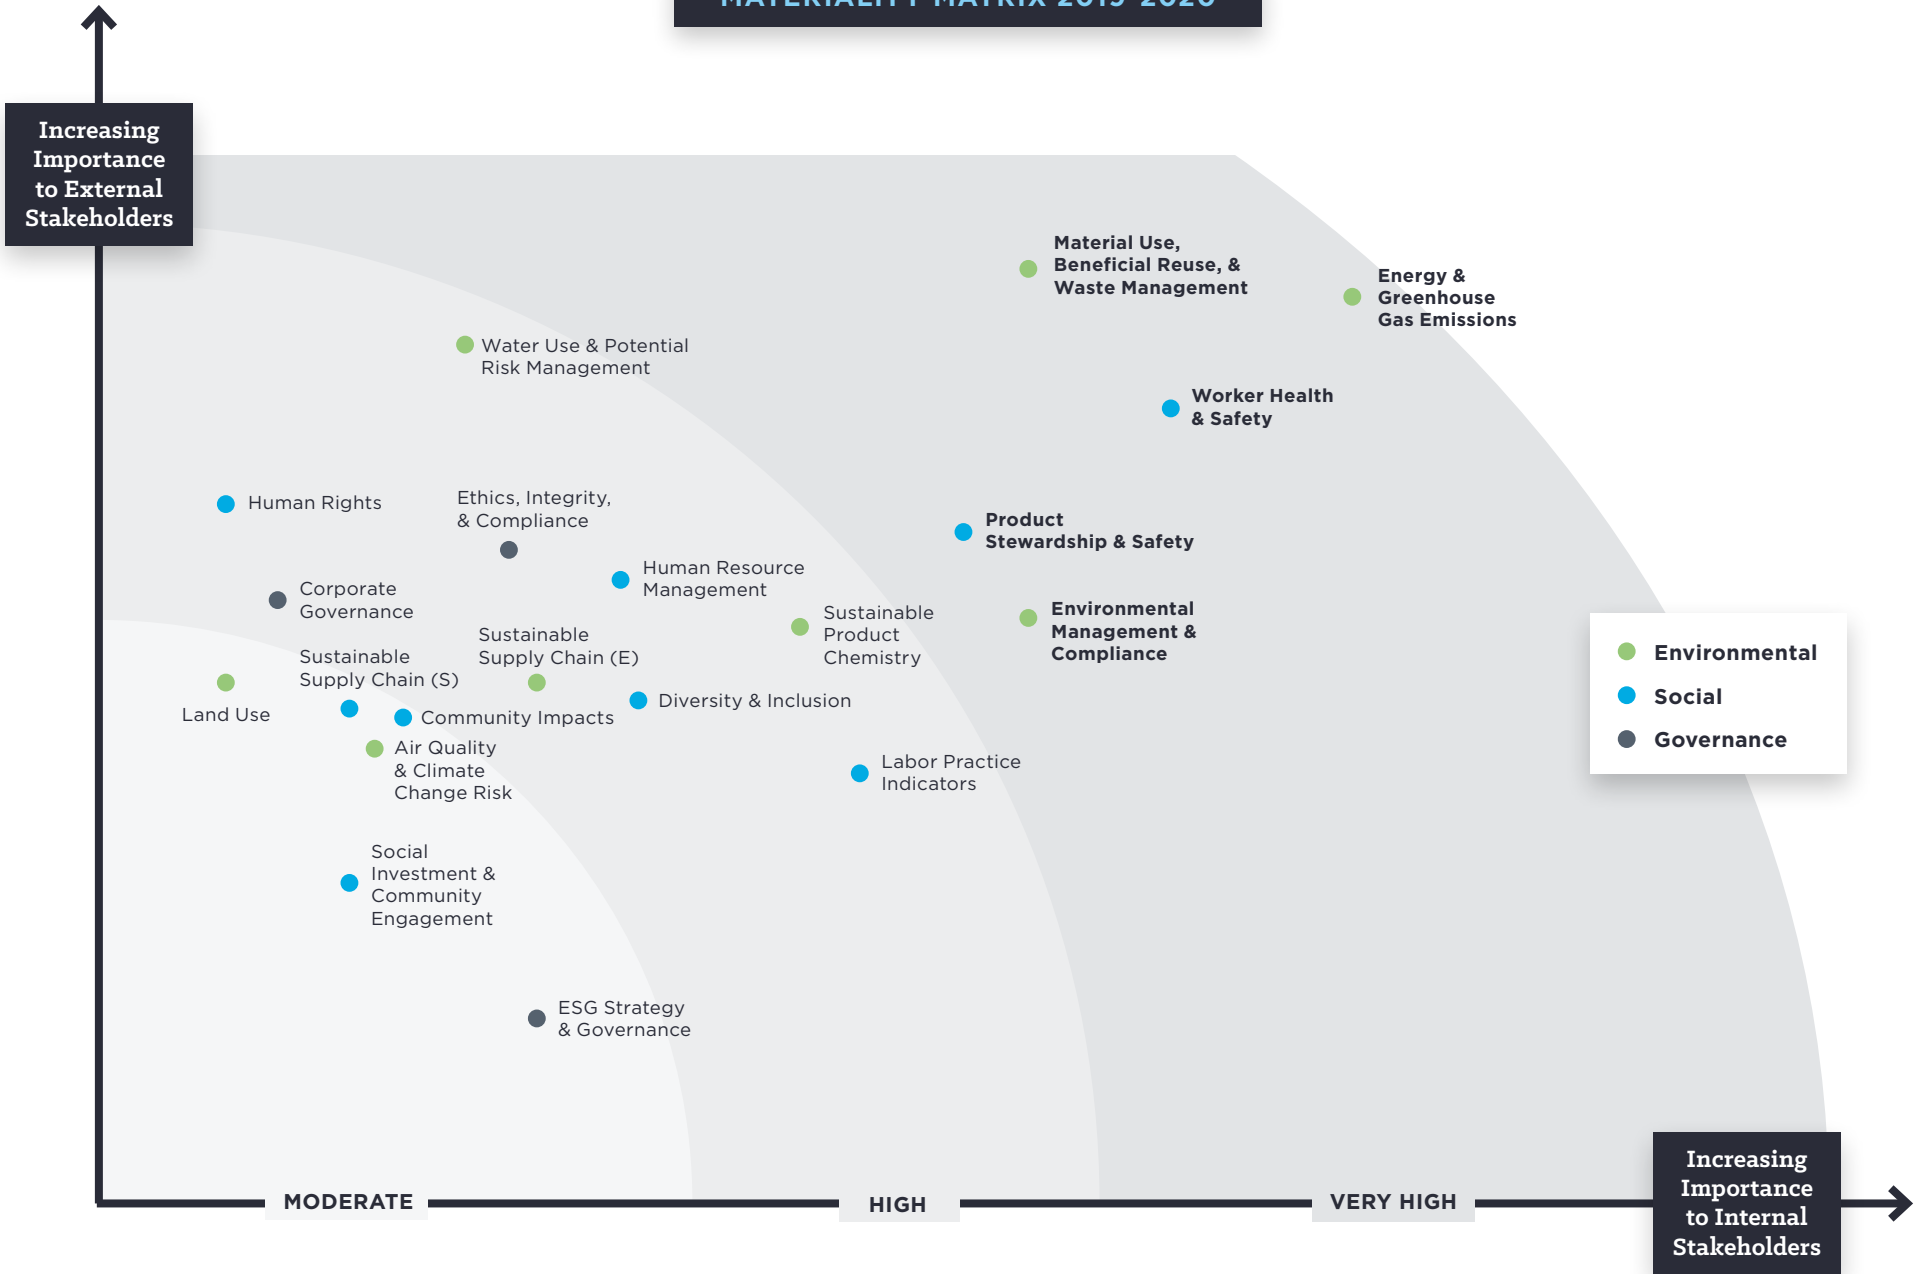 MATERIALITY MATRIX 2019-2020
Increasing
Importance
to External
Stakeholders
Material Use,
Beneficial Reuse, &
Waste Management
Energy &
Greenhouse
Gas Emissions
Water Use & Potential
Risk Management
Worker Health
& Safety
Human Rights
Ethics, Integrity,
& Compliance
Product
Stewardship & Safety
Human Resource
Management
Corporate
Governance
Sustainable
Product
Chemistry
Environmental
Management &
Compliance
Sustainable
Supply Chain (E)
Sustainable
Supply Chain (S)
Land Use
Community Impacts
Diversity & Inclusion
Air Quality
& Climate
Change Risk
Labor Practice
Indicators
Social
Investment &
Community
Engagement
ESG Strategy
& Governance
Environmental
Social
Governance
MODERATE
HIGH
VERY HIGH
Increasing
Importance
to Internal
Stakeholders